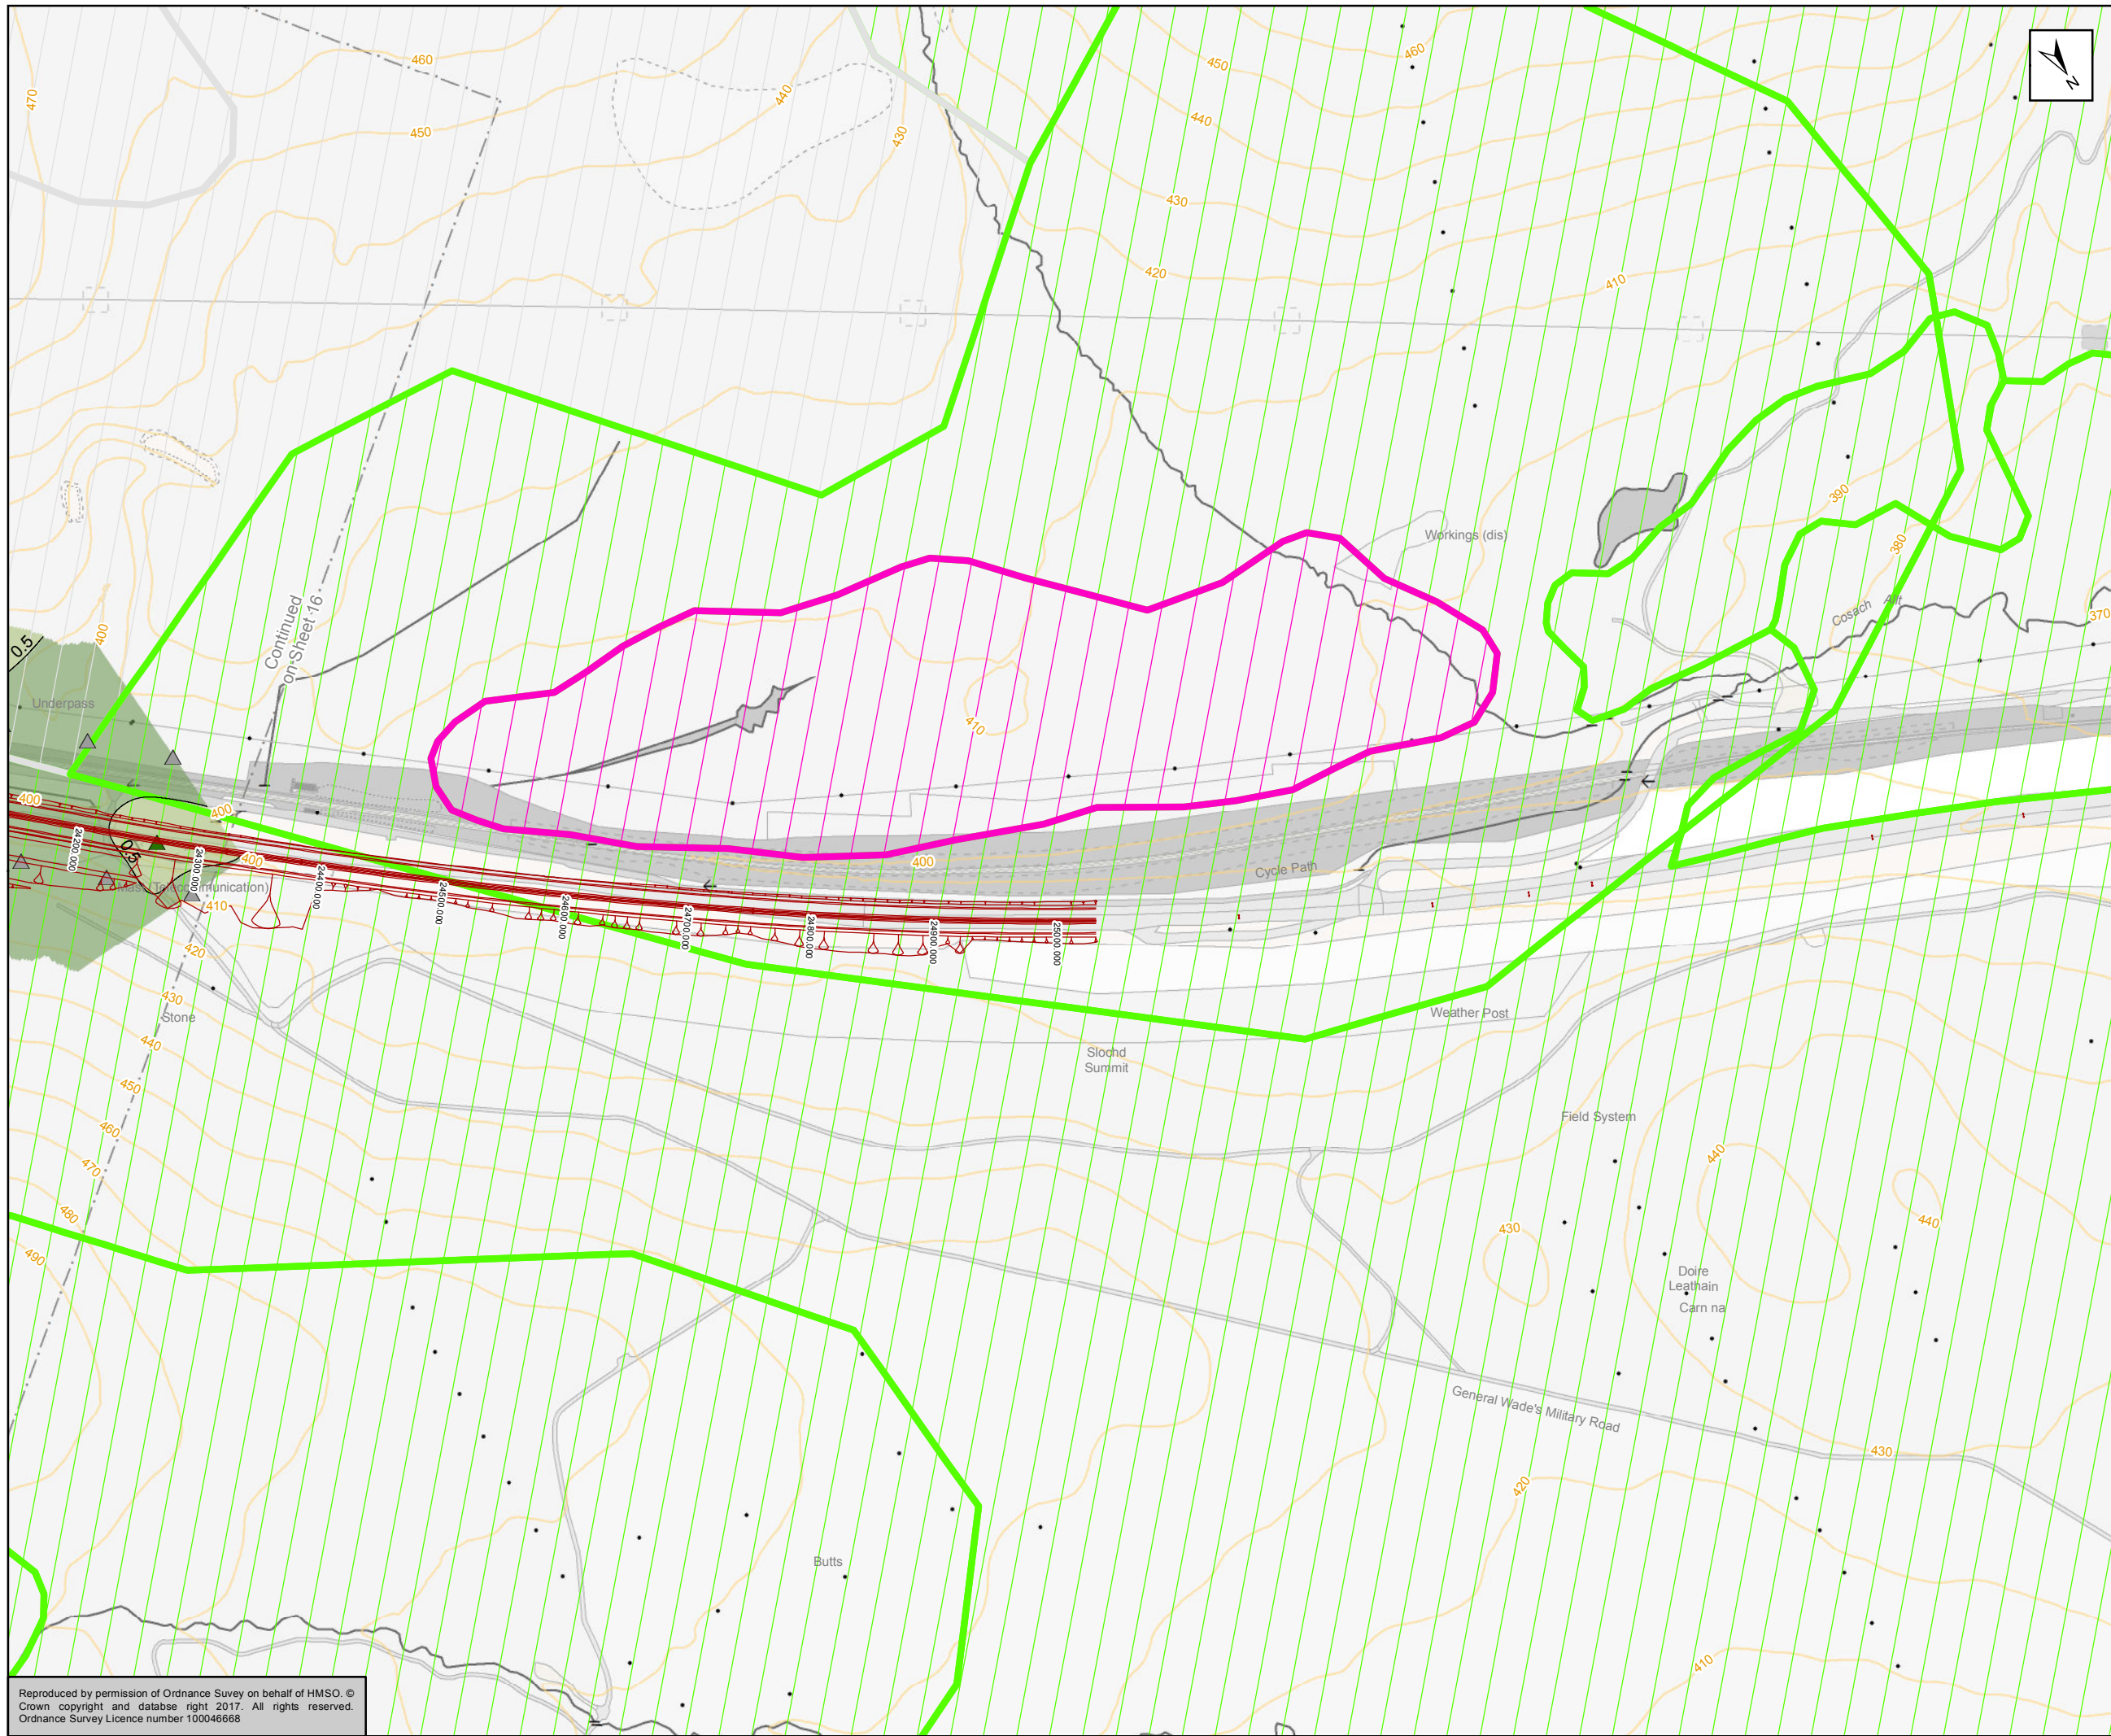 460
450
460
470
440
450
430
440
N
430
420
410
390
380
Workings (dis)
Cosach
Allt
370
Continued
on Sheet 16
400
0.5
Underpass
410
400
400
0.5
400
400
Cycle Path
24200.000
24300.000
24400.000
24500.000
24600.000
24700.000
24800.000
24900.000
25000.000
Mast (Telecommunication)
410
420
430
Stone
440
450
460
470
480
490
Weather Post
Slochd
Summit
Field System
440
440
430
Doire
Leathain
Carn na
General Wade's Military Road
430
420
410
Butts
Reproduced by permission of Ordnance Suvey on behalf of HMSO. ©
Crown copyright and databse right 2017. All rights reserved.
Ordnance Survey Licence number 100046668